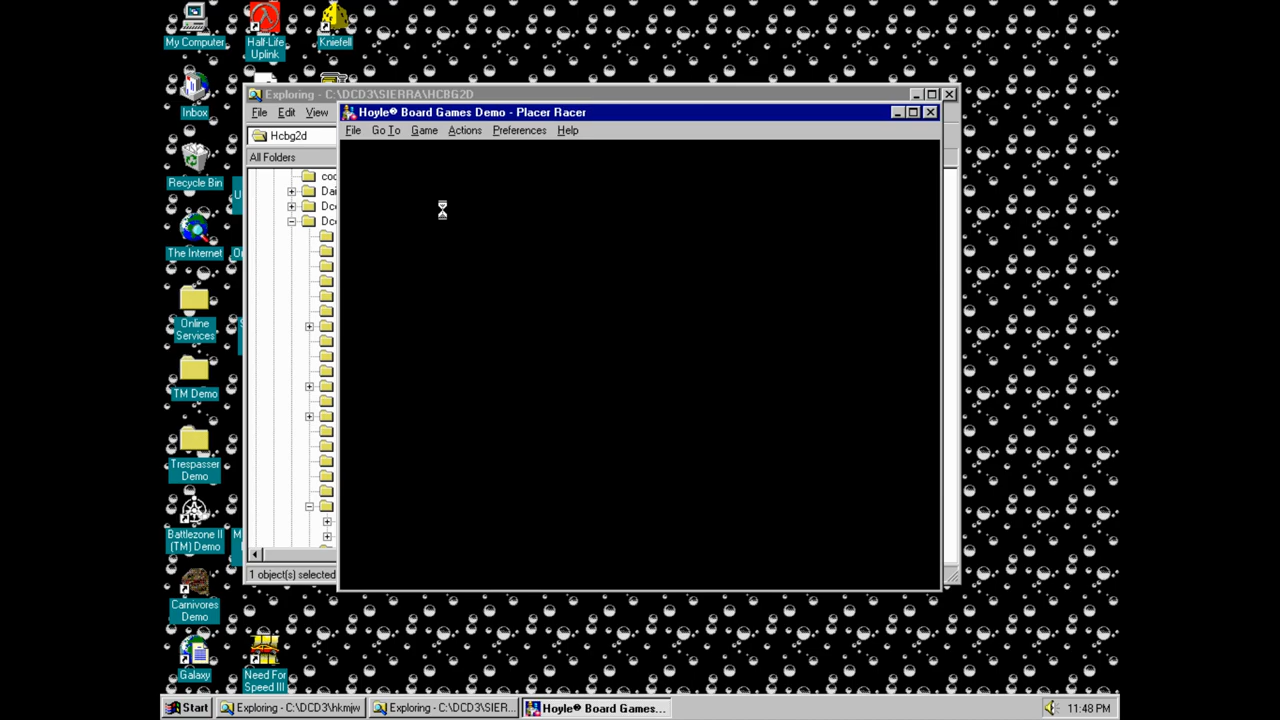 My Computer
Half-Life
Uplink
Kniefell
Inbox
Recycle Bin
The Internet
Online
Services
TM Demo
Trespasser
Demo
Battlezone II
(TM) Demo
Carnivores
Demo
Galaxy
Need For
Speed III
Exploring - C:\DCD3\SIERRA\HCBG2D
File Edit View
Hcbg2d
All Folders
Dai
1 object(s) selected
Hoyle® Board Games Demo - Placer Racer
File Go To Game Actions Preferences Help
Start
Exploring - C:\DCD3\hkmjw
Exploring - C:\DCD3\SIER...
Hoyle® Board Games...
11:48 PM